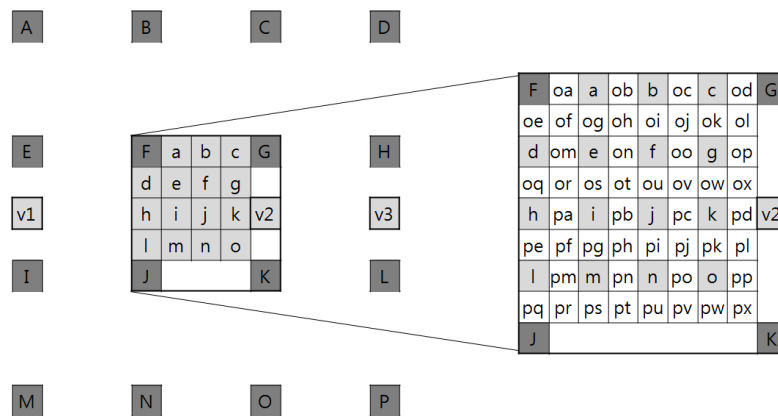 A B C D
E F a b c G H
d e f g
v1 h i j k v2 v3
l m n o
I J K L
M N O P
F oa a ob b oc c od G
oe of og oh oi oj ok ol
d om e on f oo g op
oq or os ot ou ov ow ox
h pa i pb j pc k pd v2
pe pf pg ph pi pj pk pl
l pm m pn n po o pp
pq pr ps pt pu pv pw px
J K